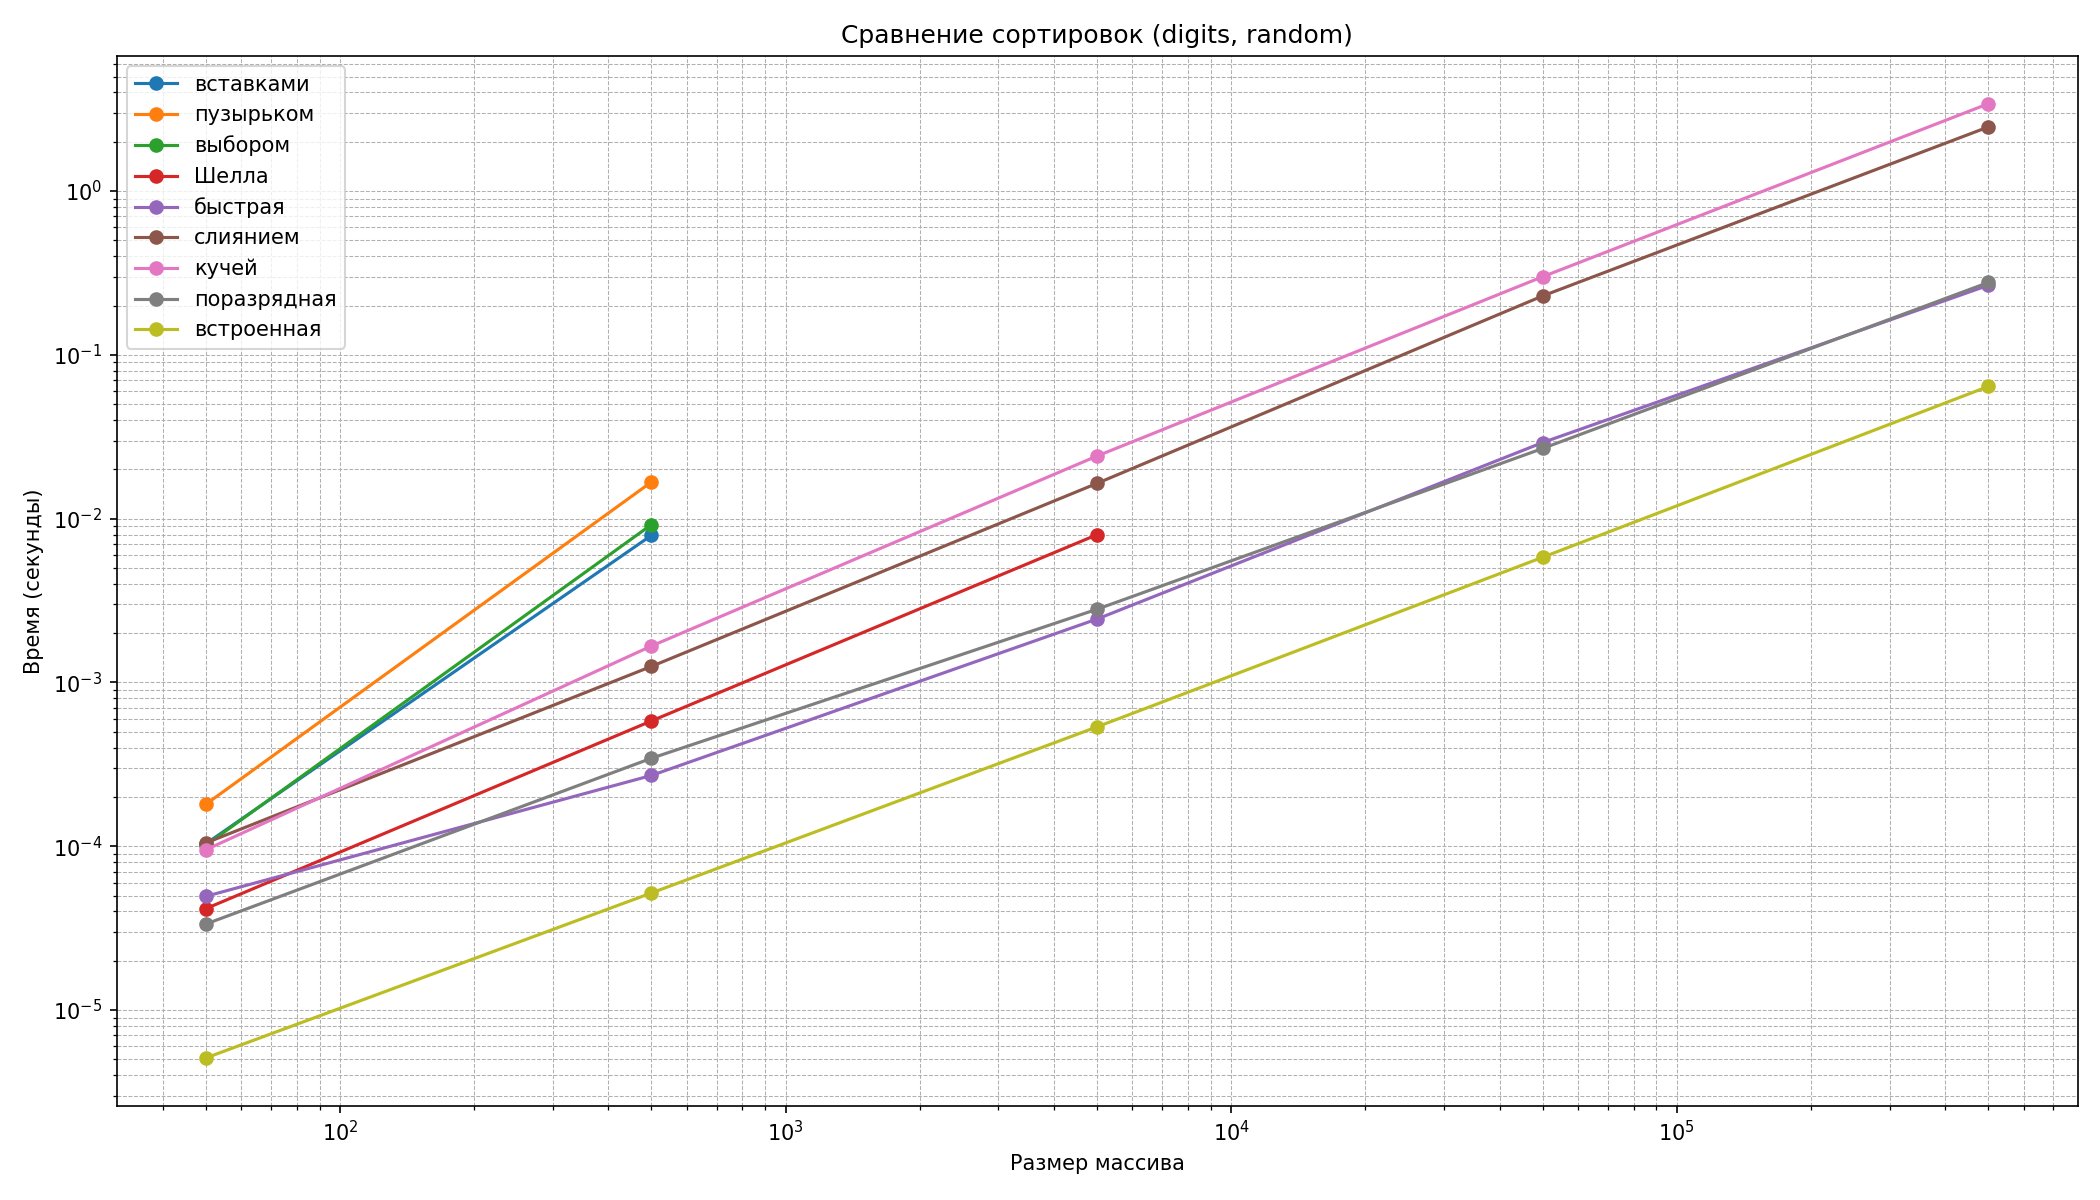 Сравнение сортировок (digits, random)
вставками
пузырьком
выбором
Шелла
быстрая
слиянием
кучей
поразрядная
встроенная
Время (секунды)
10⁰
10⁻¹
10⁻²
10⁻³
10⁻⁴
10⁻⁵
10² 10³ 10⁴ 10⁵
Размер массива